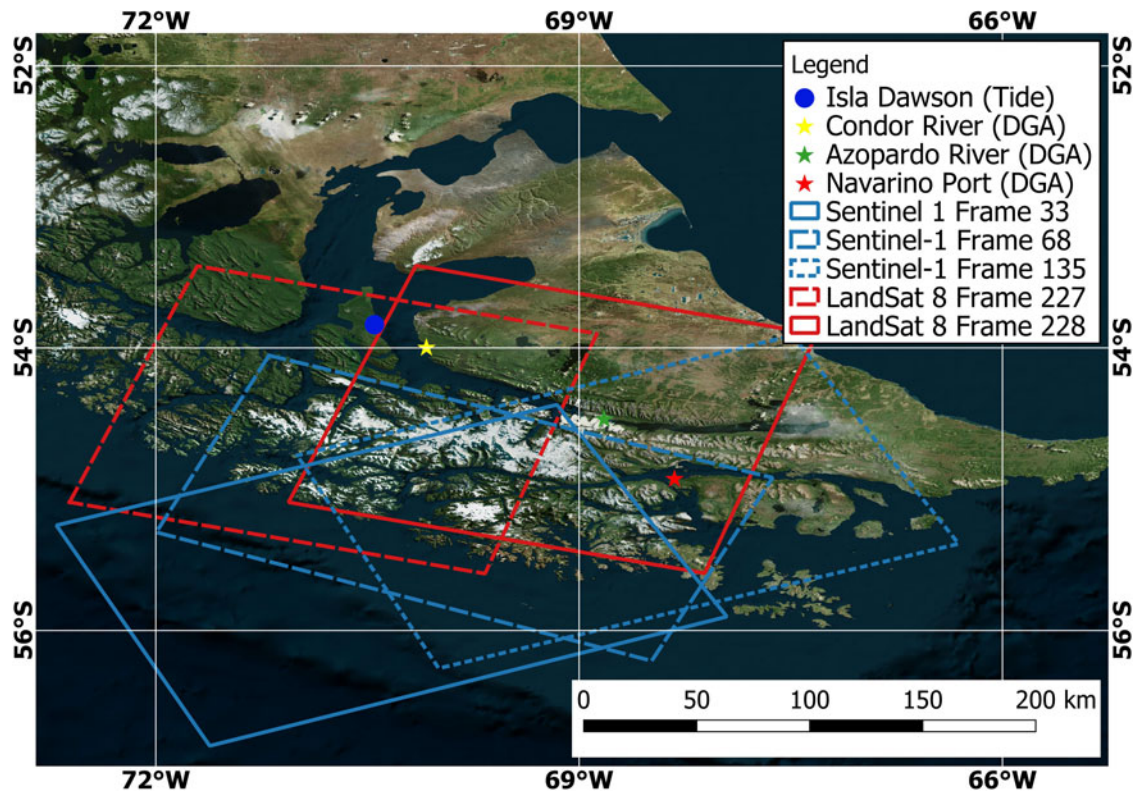 72°W 69°W 66°W
52°S 52°S
Legend
Isla Dawson (Tide)
Condor River (DGA)
Azopardo River (DGA)
Navarino Port (DGA)
Sentinel 1 Frame 33
Sentinel-1 Frame 68
Sentinel-1 Frame 135
LandSat 8 Frame 227
LandSat 8 Frame 228
54°S 54°S
56°S 56°S
0 50 100 150 200 km
72°W 69°W 66°W